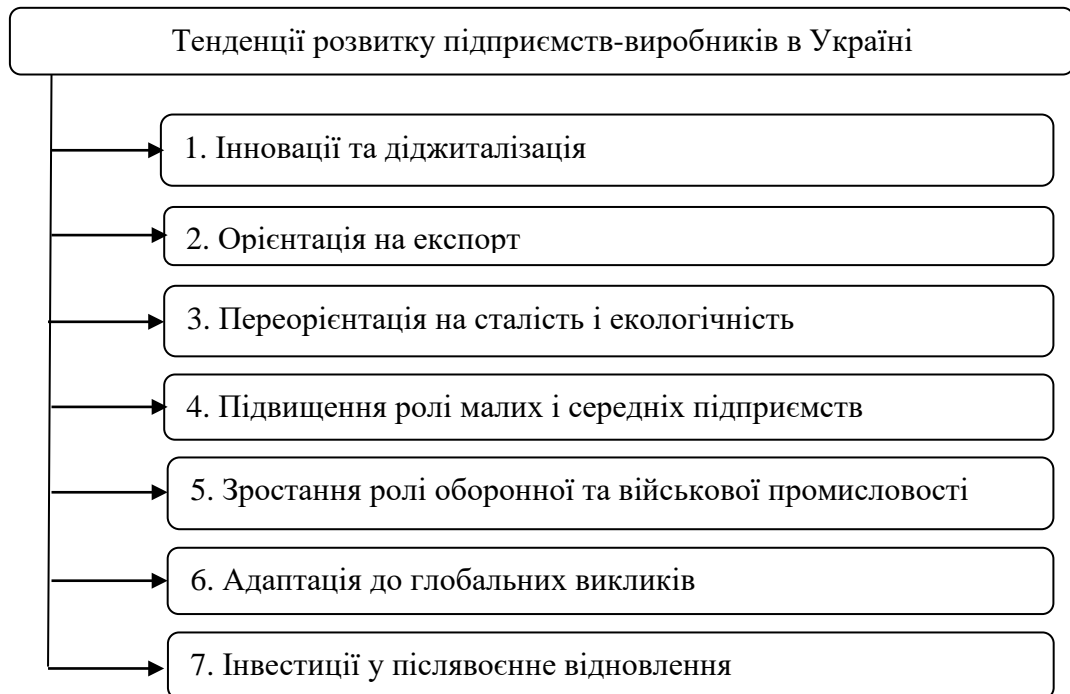 Тенденції розвитку підприємств-виробників в Україні
1. Інновації та діджиталізація
2. Орієнтація на експорт
3. Переорієнтація на сталість і екологічність
4. Підвищення ролі малих і середніх підприємств
5. Зростання ролі оборонної та військової промисловості
6. Адаптація до глобальних викликів
7. Інвестиції у післявоєнне відновлення